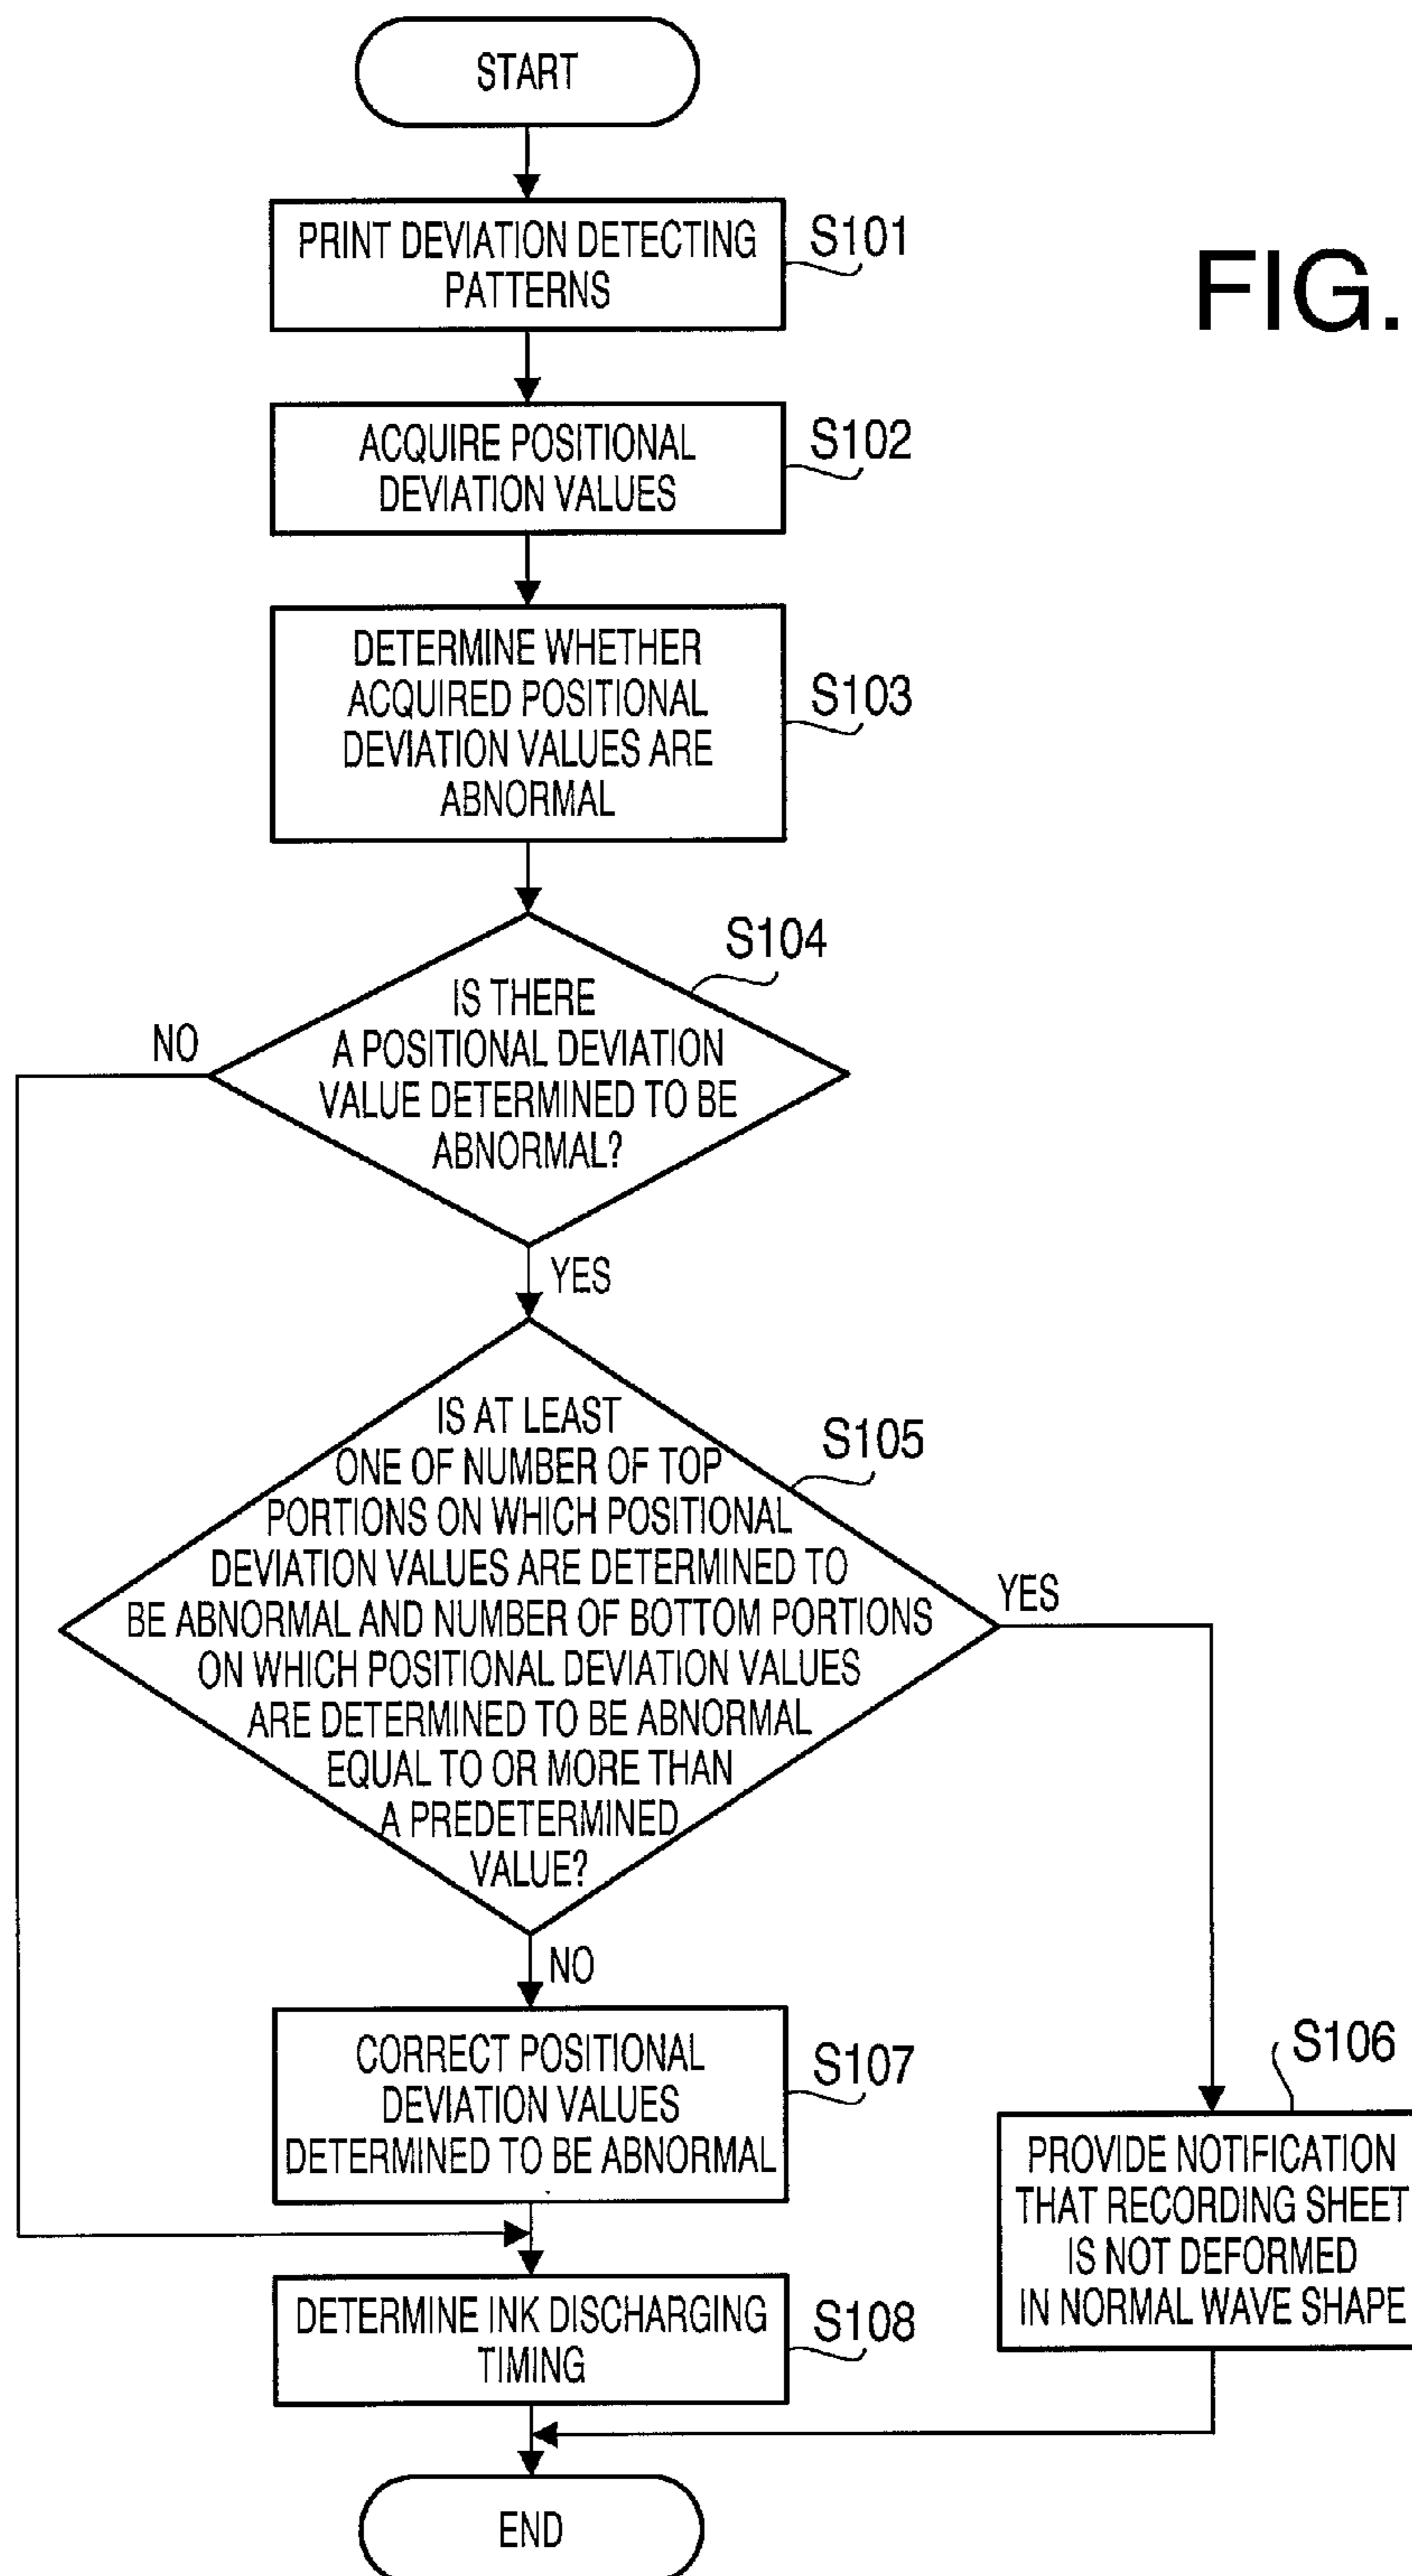 START
PRINT DEVIATION DETECTING
PATTERNS
S101
FIG.
ACQUIRE POSITIONAL
DEVIATION VALUES
S102
DETERMINE WHETHER
ACQUIRED POSITIONAL
DEVIATION VALUES ARE
ABNORMAL
S103
S104
IS THERE
A POSITIONAL DEVIATION
VALUE DETERMINED TO BE
ABNORMAL?
NO
YES
S105
IS AT LEAST
ONE OF NUMBER OF TOP
PORTIONS ON WHICH POSITIONAL
DEVIATION VALUES ARE DETERMINED TO
BE ABNORMAL AND NUMBER OF BOTTOM PORTIONS
ON WHICH POSITIONAL DEVIATION VALUES
ARE DETERMINED TO BE ABNORMAL
EQUAL TO OR MORE THAN
A PREDETERMINED
VALUE?
YES
NO
CORRECT POSITIONAL
DEVIATION VALUES
DETERMINED TO BE ABNORMAL
S107
S106
PROVIDE NOTIFICATION
THAT RECORDING SHEET
IS NOT DEFORMED
IN NORMAL WAVE SHAPE
DETERMINE INK DISCHARGING
TIMING
S108
END